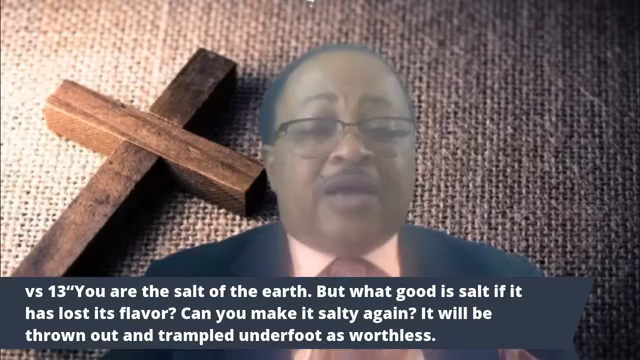 vs 13“You are the salt of the earth. But what good is salt if it
has lost its flavor? Can you make it salty again? It will be
thrown out and trampled underfoot as worthless.